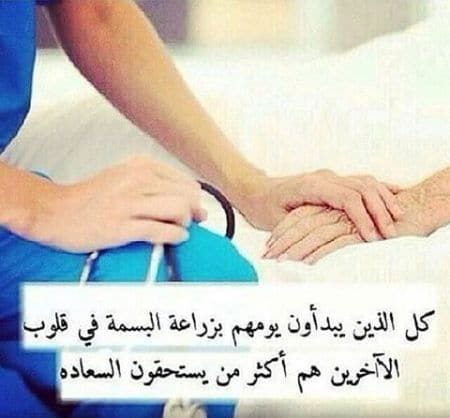 كل الذين يبدأون يومهم بزراعة البسمة في قلوب
الآخرين هم أكثر من يستحقون السعاده